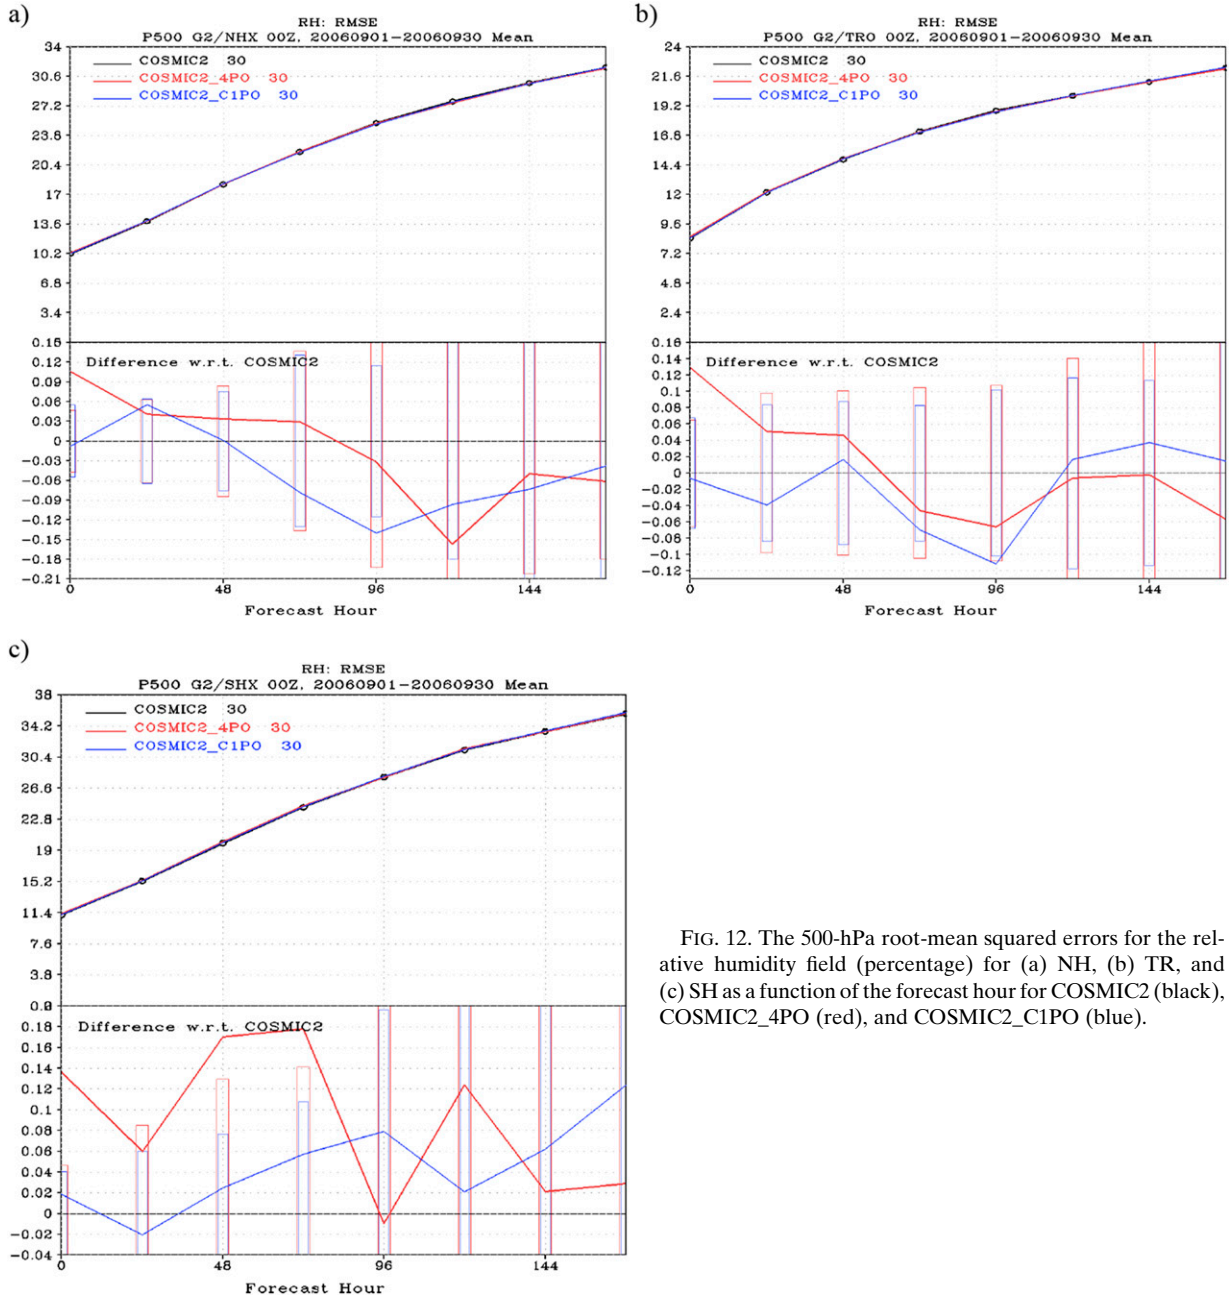 a)
RH: RMSE
P500 G2/NHX 00Z, 20060901-20060930 Mean
34
COSMIC2 30
30.6
COSMIC2_4PO 30
COSMIC2_C1PO 30
27.2
23.8
20.4
17
13.6
10.2
6.8
3.4
Difference w.r.t. COSMIC2
0.12
0.09
0.06
0.03
0
-0.03
-0.06
-0.09
-0.12
-0.15
-0.18
-0.21
0 48 96 144
Forecast Hour
b)
RH: RMSE
P500 G2/TRO 00Z, 20060901-20060930 Mean
24
COSMIC2 30
21.6
COSMIC2_4PO 30
COSMIC2_C1PO 30
19.2
16.8
14.4
12
9.6
7.2
4.8
2.4
0.14
Difference w.r.t. COSMIC2
0.12
0.1
0.08
0.06
0.04
0.02
0
-0.02
-0.04
-0.06
-0.08
-0.1
-0.12
0 48 96 144
Forecast Hour
c)
RH: RMSE
P500 G2/SHX 00Z, 20060901-20060930 Mean
38
COSMIC2 30
34.2
COSMIC2_4PO 30
COSMIC2_C1PO 30
30.4
26.6
22.8
19
15.2
11.4
7.6
3.8
0.18
Difference w.r.t. COSMIC2
0.16
0.14
0.12
0.1
0.08
0.06
0.04
0.02
0
-0.02
-0.04
0 48 96 144
Forecast Hour
FIG. 12. The 500-hPa root-mean squared errors for the rel-
ative humidity field (percentage) for (a) NH, (b) TR, and
(c) SH as a function of the forecast hour for COSMIC2 (black),
COSMIC2_4PO (red), and COSMIC2_C1PO (blue).